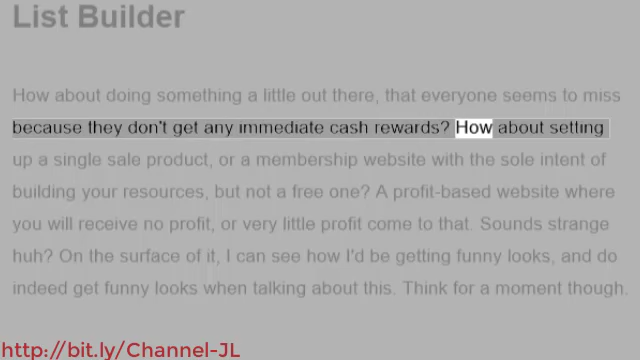 List Builder
How about doing something a little out there, that everyone seems to miss
because they don't get any immediate cash rewards? How about setting
up a single sale product, or a membership website with the sole intent of
building your resources, but not a free one? A profit-based website where
you will receive no profit, or very little profit come to that. Sounds strange
huh? On the surface of it, I can see how I'd be getting funny looks, and do
indeed get funny looks when talking about this. Think for a moment though.
http://bit.ly/Channel-JL